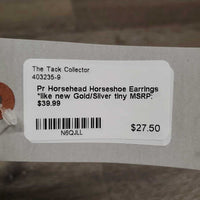 The Tack Collector
403235-9
Pr Horsehead Horseshoe Earrings
*like new Gold/Silver tiny MSRP:
$39.99
N6QJLL
$27.50